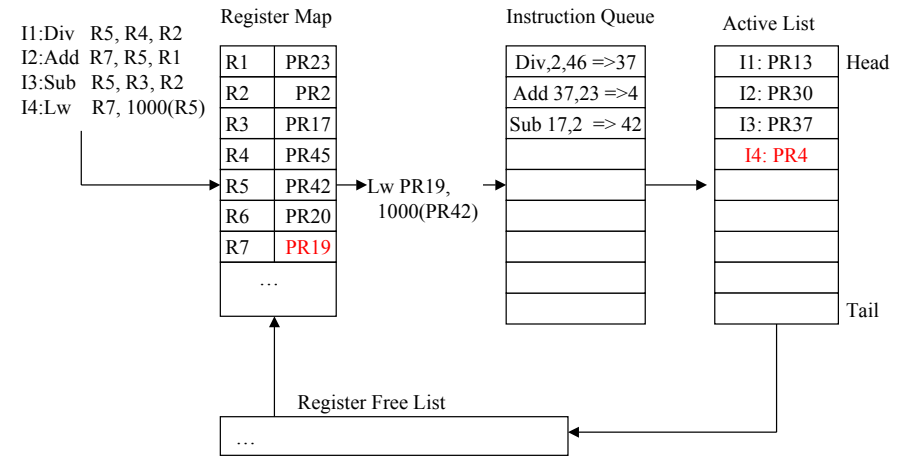 Register Map
Instruction Queue
Active List
I1:Div R5, R4, R2
I2:Add R7, R5, R1
I3:Sub R5, R3, R2
I4:Lw R7, 1000(R5)
R1 PR23
R2 PR2
R3 PR17
R4 PR45
R5 PR42
R6 PR20
R7 PR19
…
Lw PR19,
1000(PR42)
Div,2,46 =>37
Add 37,23 =>4
Sub 17,2 => 42
I1: PR13
I2: PR30
I3: PR37
I4: PR4
Head
Tail
Register Free List
…